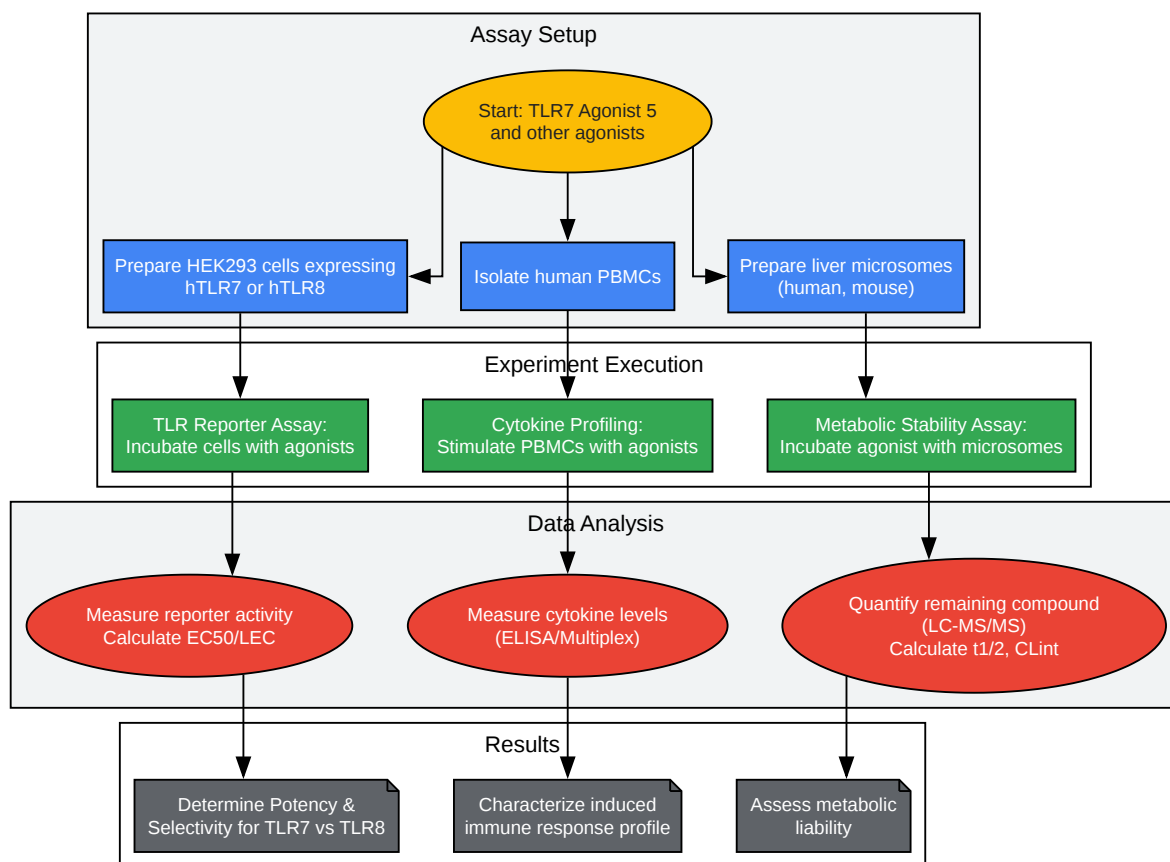 Assay Setup
Start: TLR7 Agonist 5
and other agonists
Prepare HEK293 cells expressing
hTLR7 or hTLR8
Isolate human PBMCs
Prepare liver microsomes
(human, mouse)
Experiment Execution
TLR Reporter Assay:
Incubate cells with agonists
Cytokine Profiling:
Stimulate PBMCs with agonists
Metabolic Stability Assay:
Incubate agonist with microsomes
Data Analysis
Measure reporter activity
Calculate EC50/LEC
Measure cytokine levels
(ELISA/Multiplex)
Quantify remaining compound
(LC-MS/MS)
Calculate t1/2, CLint
Results
Determine Potency &
Selectivity for TLR7 vs TLR8
Characterize induced
immune response profile
Assess metabolic
liability